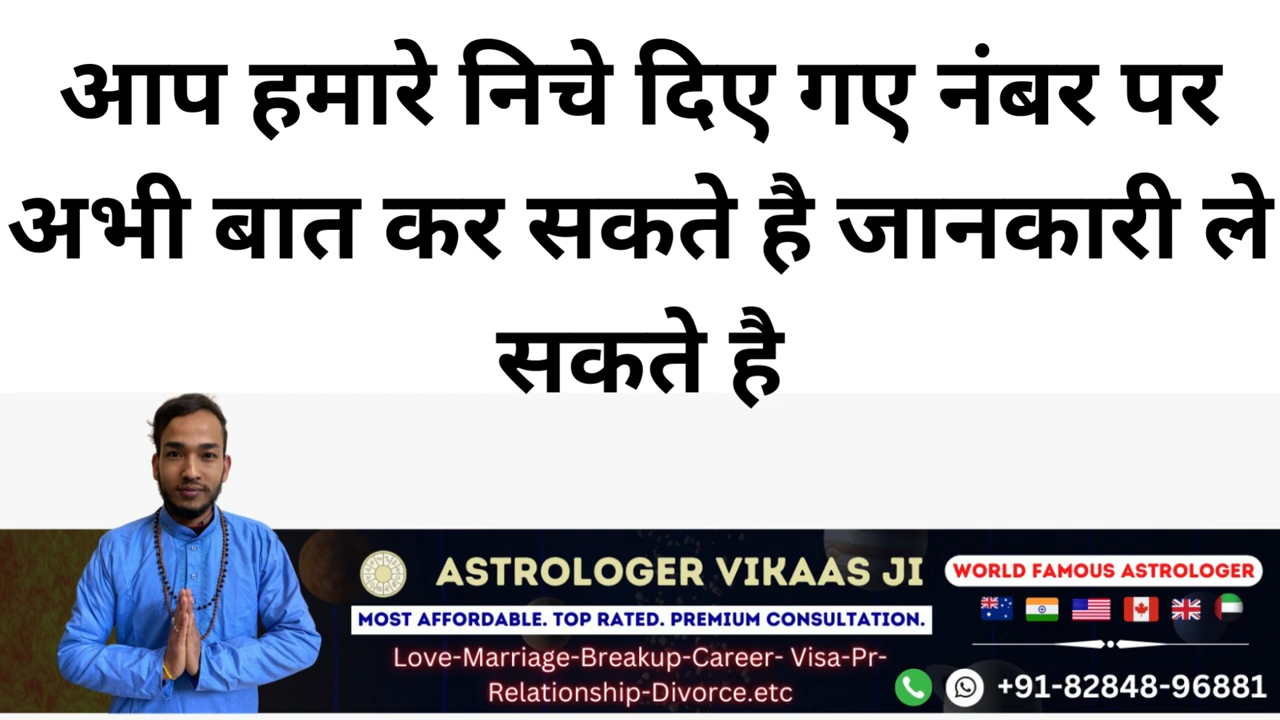 आप हमारे निचे दिए गए नंबर पर
अभी बात कर सकते है जानकारी ले
सकते है
ASTROLOGER VIKAAS JI
MOST AFFORDABLE. TOP RATED. PREMIUM CONSULTATION.
Love-Marriage-Breakup-Career- Visa-Pr-
Relationship-Divorce.etc
WORLD FAMOUS ASTROLOGER
+91-82848-96881